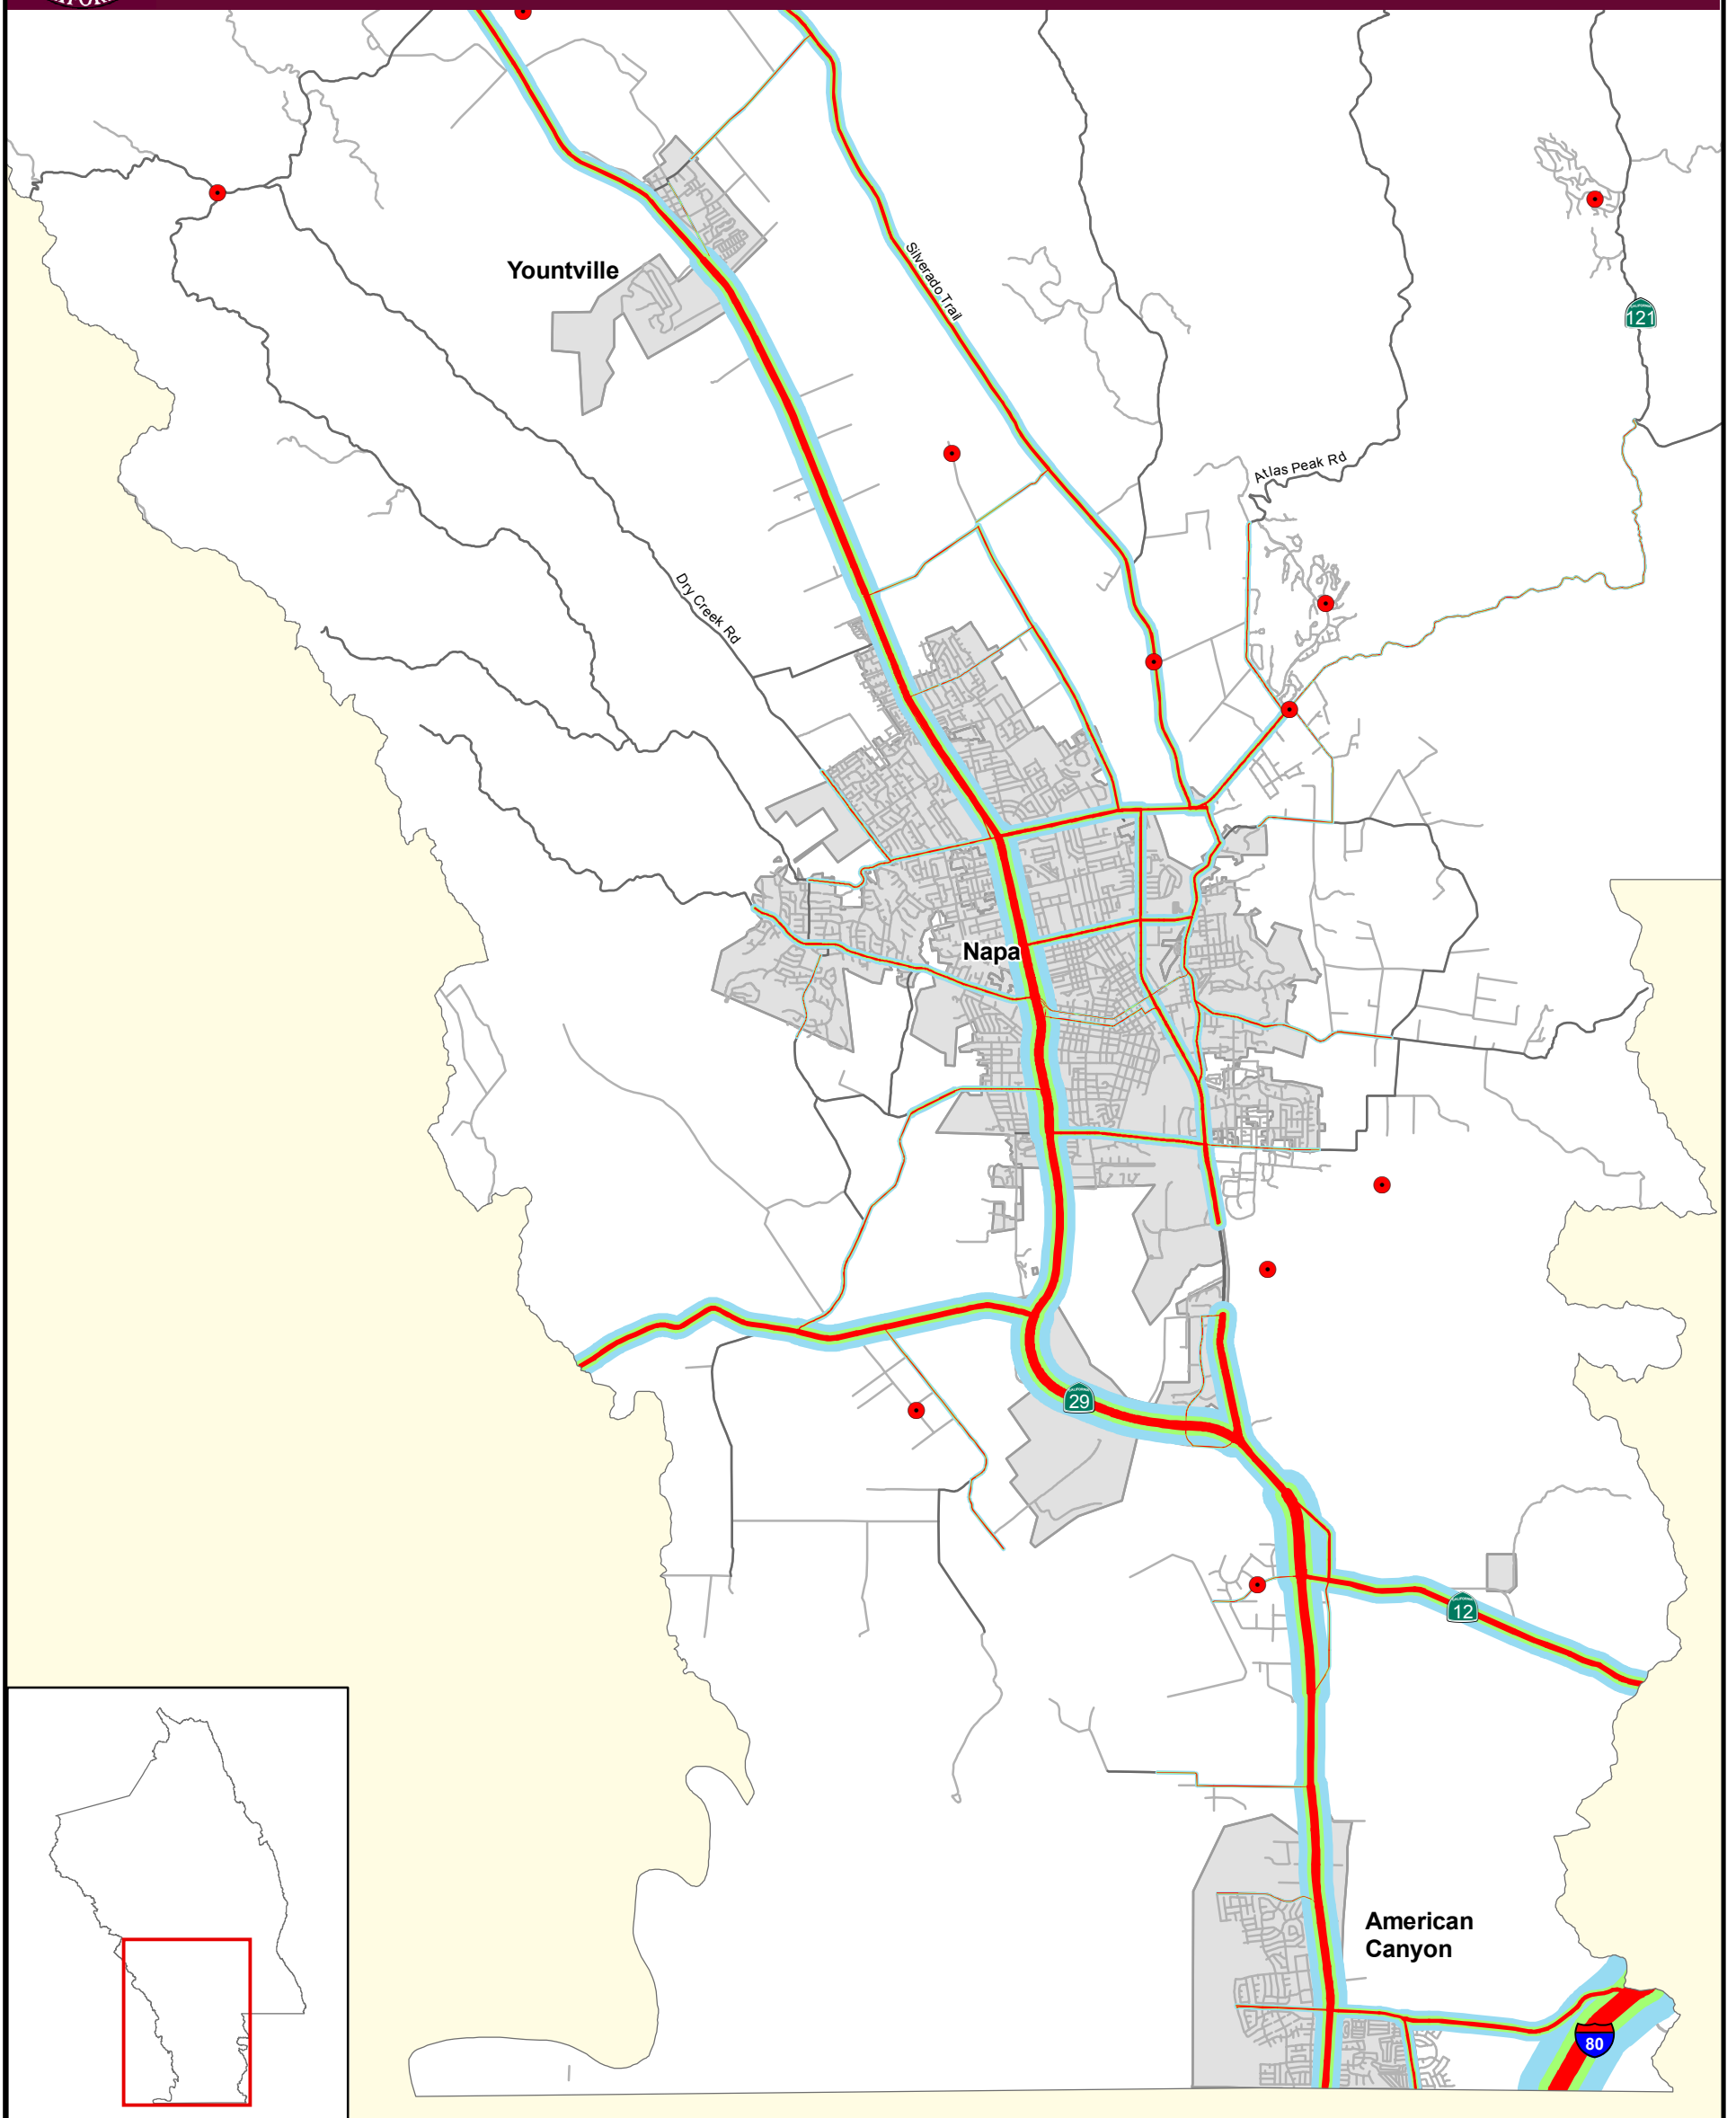 Yountville
Silverado Trail
121
Atlas Peak Rd
Dry Creek Rd
Napa
29
12
American
Canyon
80